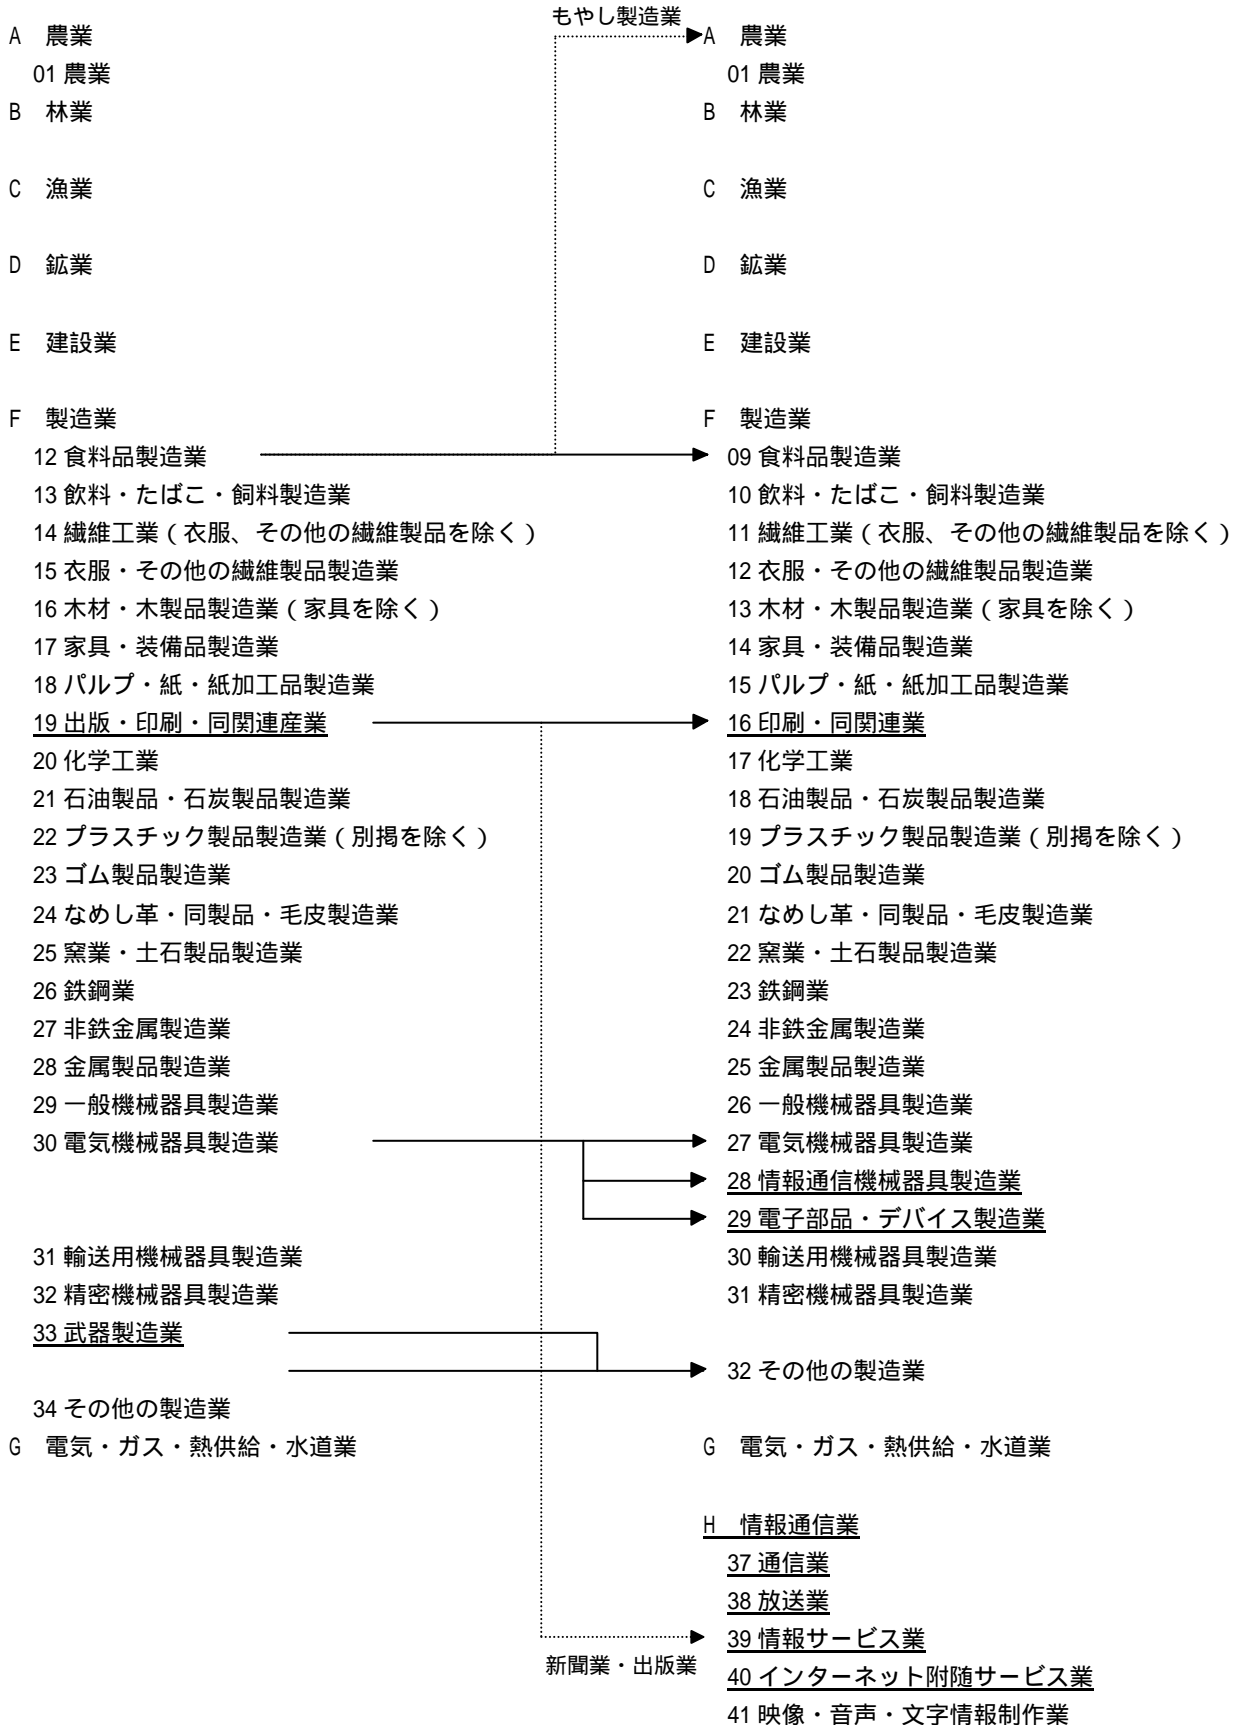 もやし製造業
A 農業 A 農業
01 農業 01 農業
B 林業 B 林業
C 漁業 C 漁業
D 鉱業 D 鉱業
E 建設業 E 建設業
F 製造業 F 製造業
12 食料品製造業 09 食料品製造業
13 飲料・たばこ・飼料製造業 10 飲料・たばこ・飼料製造業
14 繊維工業(衣服、その他の繊維製品を除く) 11 繊維工業(衣服、その他の繊維製品を除く)
15 衣服・その他の繊維製品製造業 12 衣服・その他の繊維製品製造業
16 木材・木製品製造業(家具を除く) 13 木材・木製品製造業(家具を除く)
17 家具・装備品製造業 14 家具・装備品製造業
18 パルプ・紙・紙加工品製造業 15 パルプ・紙・紙加工品製造業
19 出版・印刷・同関連産業 16 印刷・同関連業
20 化学工業 17 化学工業
21 石油製品・石炭製品製造業 18 石油製品・石炭製品製造業
22 プラスチック製品製造業(別掲を除く) 19 プラスチック製品製造業(別掲を除く)
23 ゴム製品製造業 20 ゴム製品製造業
24 なめし革・同製品・毛皮製造業 21 なめし革・同製品・毛皮製造業
25 窯業・土石製品製造業 22 窯業・土石製品製造業
26 鉄鋼業 23 鉄鋼業
27 非鉄金属製造業 24 非鉄金属製造業
28 金属製品製造業 25 金属製品製造業
29 一般機械器具製造業 26 一般機械器具製造業
30 電気機械器具製造業 27 電気機械器具製造業
28 情報通信機械器具製造業
29 電子部品・デバイス製造業
31 輸送用機械器具製造業 30 輸送用機械器具製造業
32 精密機械器具製造業 31 精密機械器具製造業
33 武器製造業
32 その他の製造業
34 その他の製造業
G 電気・ガス・熱供給・水道業 G 電気・ガス・熱供給・水道業
H 情報通信業
37 通信業
38 放送業
39 情報サービス業
新聞業・出版業
40 インターネット附随サービス業
41 映像・音声・文字情報制作業